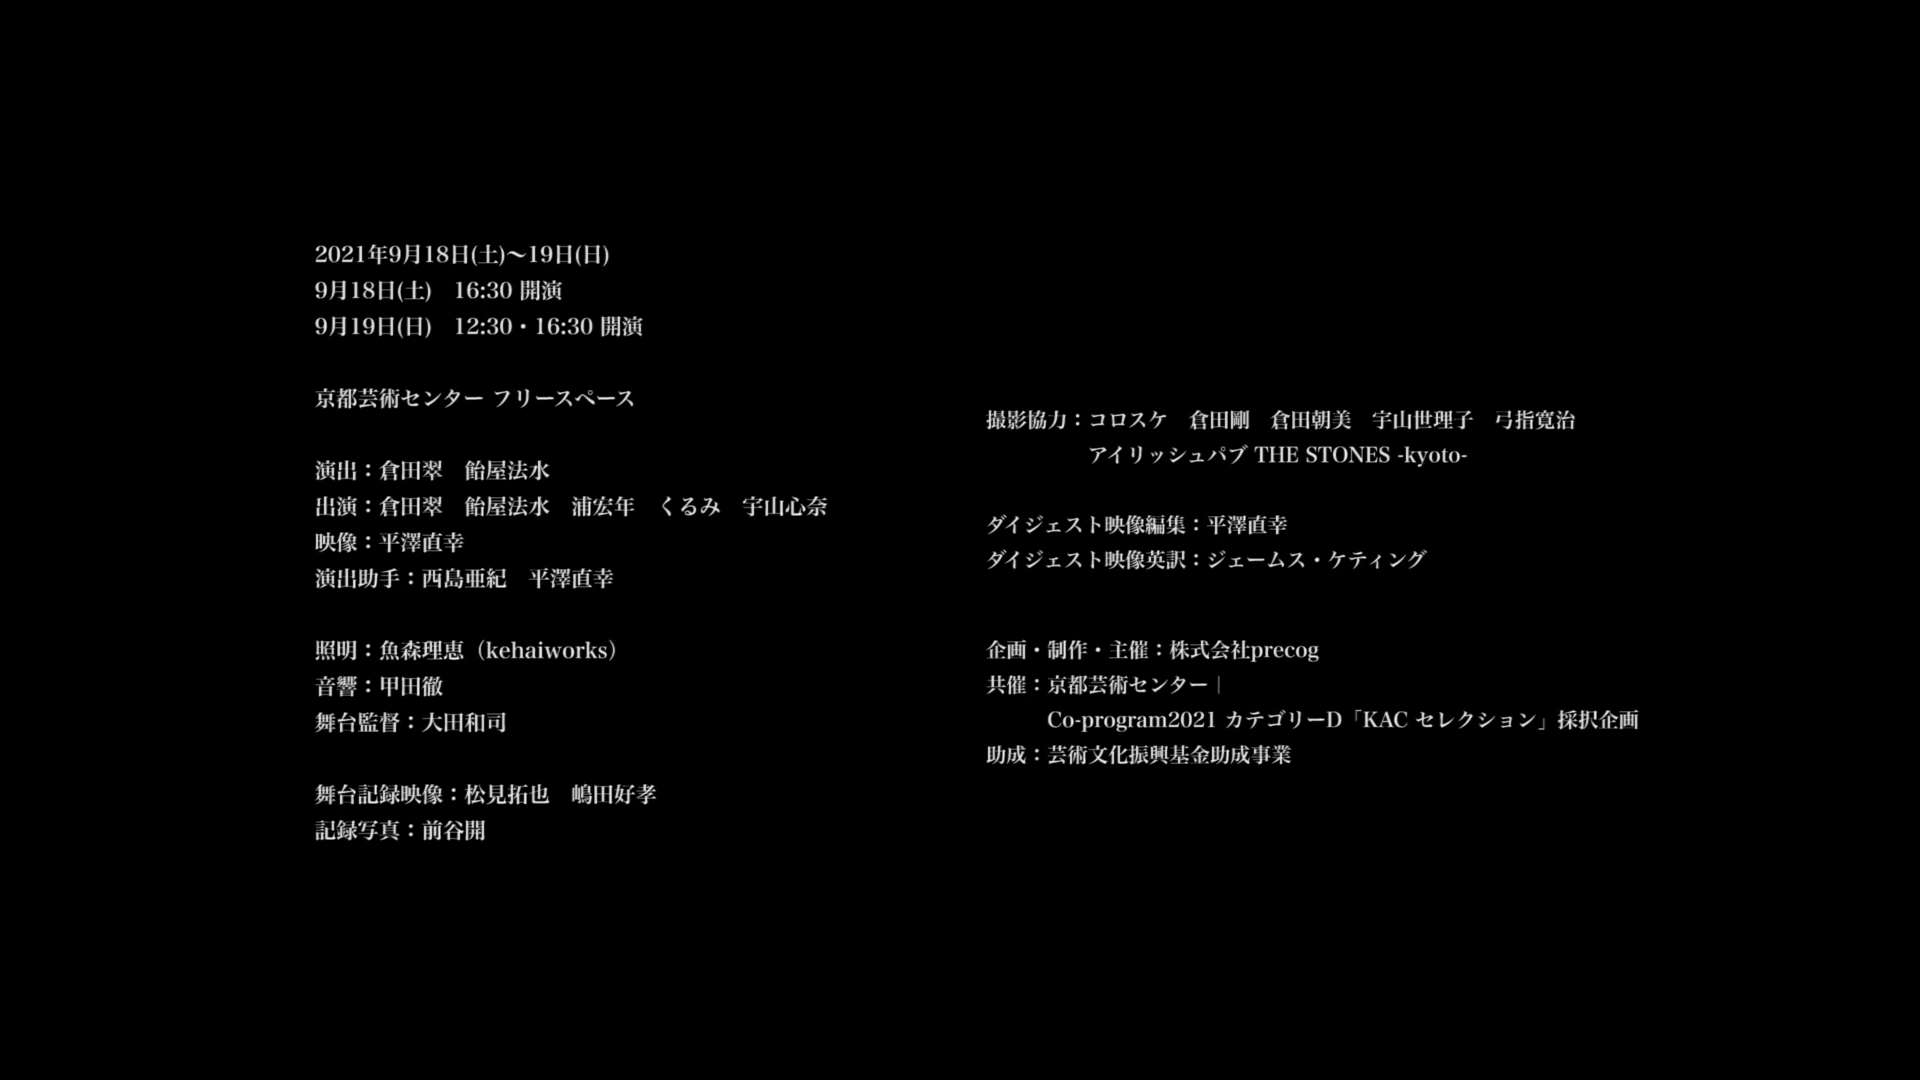 2021年9月18日(土)〜19日(日)
9月18日(土)　16:30 開演
9月19日(日)　12:30・16:30 開演
京都芸術センター フリースペース
演出：倉田翠　飴屋法水
出演：倉田翠　飴屋法水　浦宏年　くるみ　宇山心奈
映像：平澤直幸
演出助手：西島亜紀　平澤直幸
照明：魚森理恵（kehaiworks）
音響：甲田徹
舞台監督：大田和司
舞台記録映像：松見拓也　嶋田好孝
記録写真：前谷開
撮影協力：コロスケ　倉田剛　倉田朝美　宇山世理子　弓指寛治
アイリッシュパブ THE STONES -kyoto-
ダイジェスト映像編集：平澤直幸
ダイジェスト映像英訳：ジェームス・ケティング
企画・制作・主催：株式会社precog
共催：京都芸術センター｜
Co-program2021 カテゴリーD「KAC セレクション」採択企画
助成：芸術文化振興基金助成事業